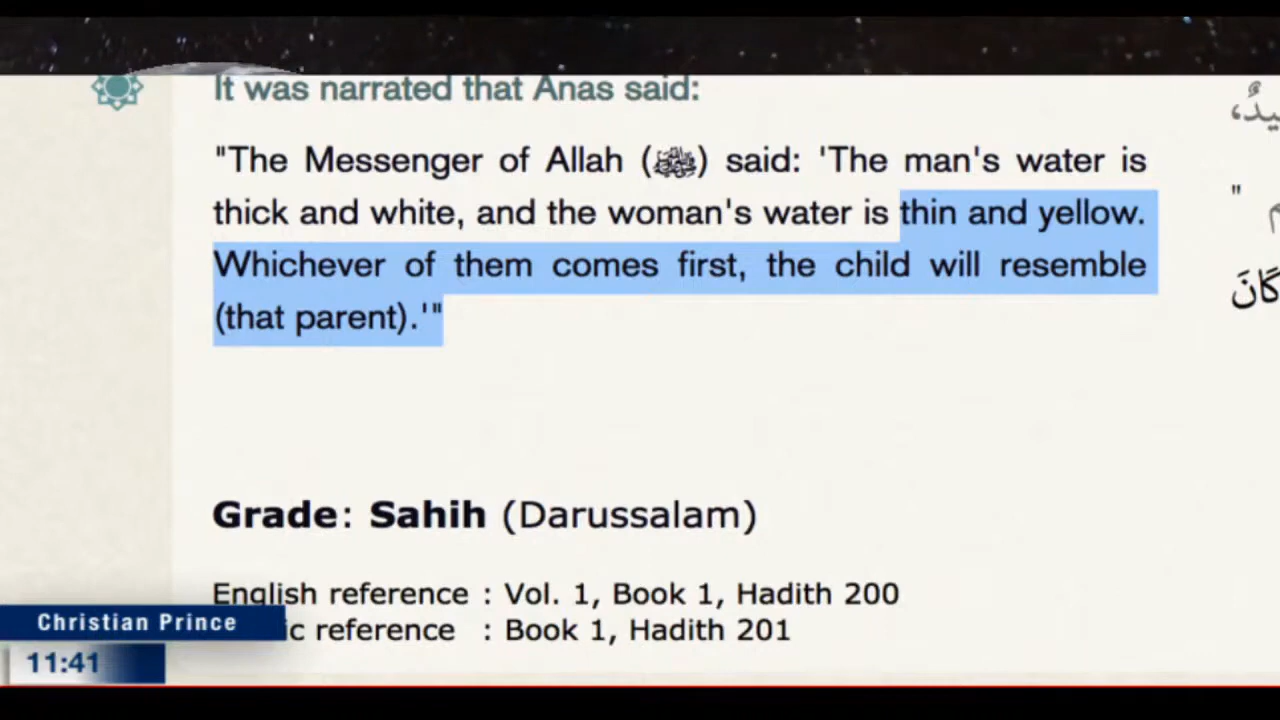 It was narrated that Anas said:
"The Messenger of Allah (ﷺ) said: 'The man's water is
thick and white, and the woman's water is thin and yellow.
Whichever of them comes first, the child will resemble
(that parent).'"
Grade: Sahih (Darussalam)
English reference : Vol. 1, Book 1, Hadith 200
ic reference : Book 1, Hadith 201
Christian Prince
11:41
"